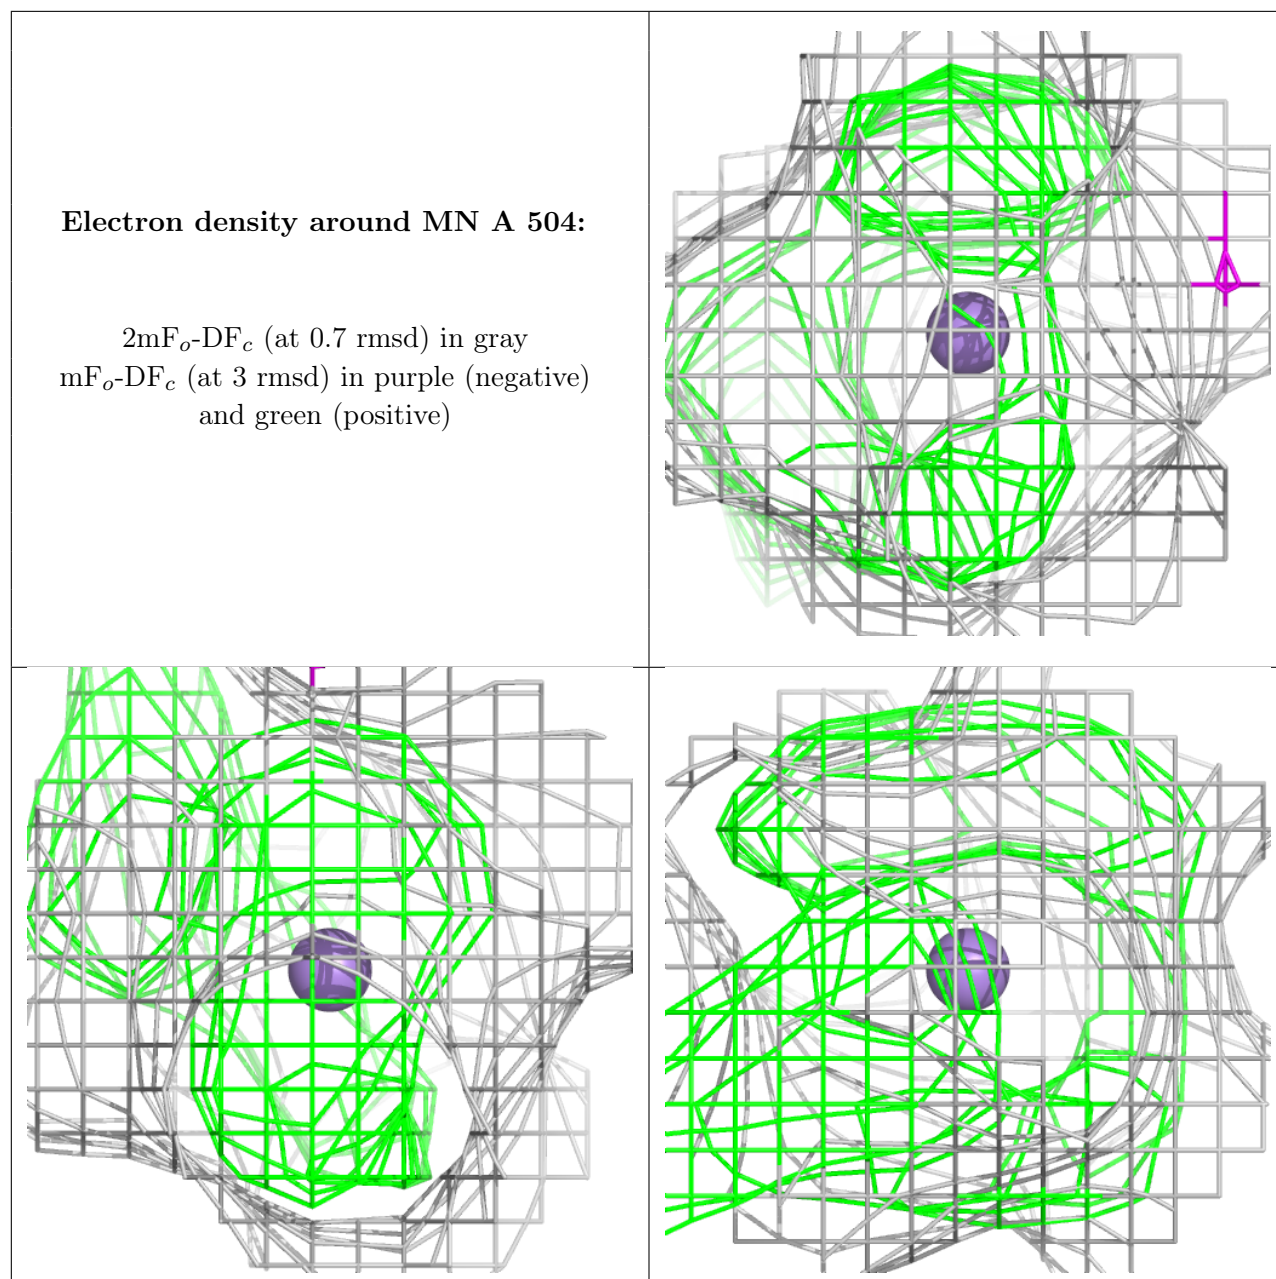 Electron density around MN A 504:
2mFo-DFc (at 0.7 rmsd) in gray
mFo-DFc (at 3 rmsd) in purple (negative)
and green (positive)